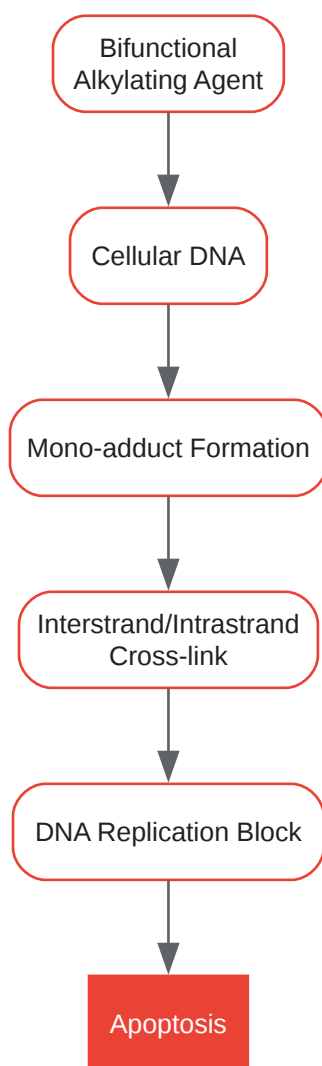 Bifunctional
Alkylating Agent
Cellular DNA
Mono-adduct Formation
Interstrand/Intrastrand
Cross-link
DNA Replication Block
Apoptosis